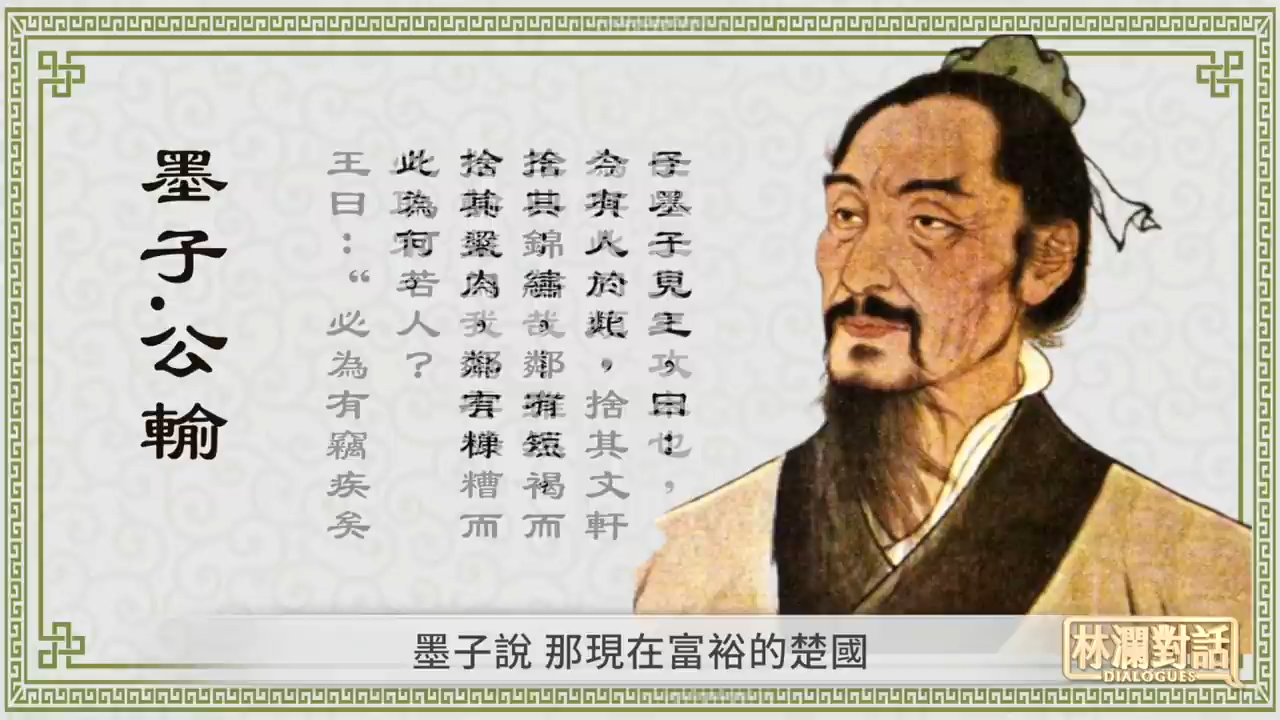 墨子·公輸
子墨子見王,曰:
今有人於此,捨其文軒
捨其錦繡,鄰有短褐而
捨其粱肉,鄰有糠糟而
此為何若人?
王曰:“必為有竊疾矣
墨子說 那現在富裕的楚國
林瀾對話
DIALOGUES